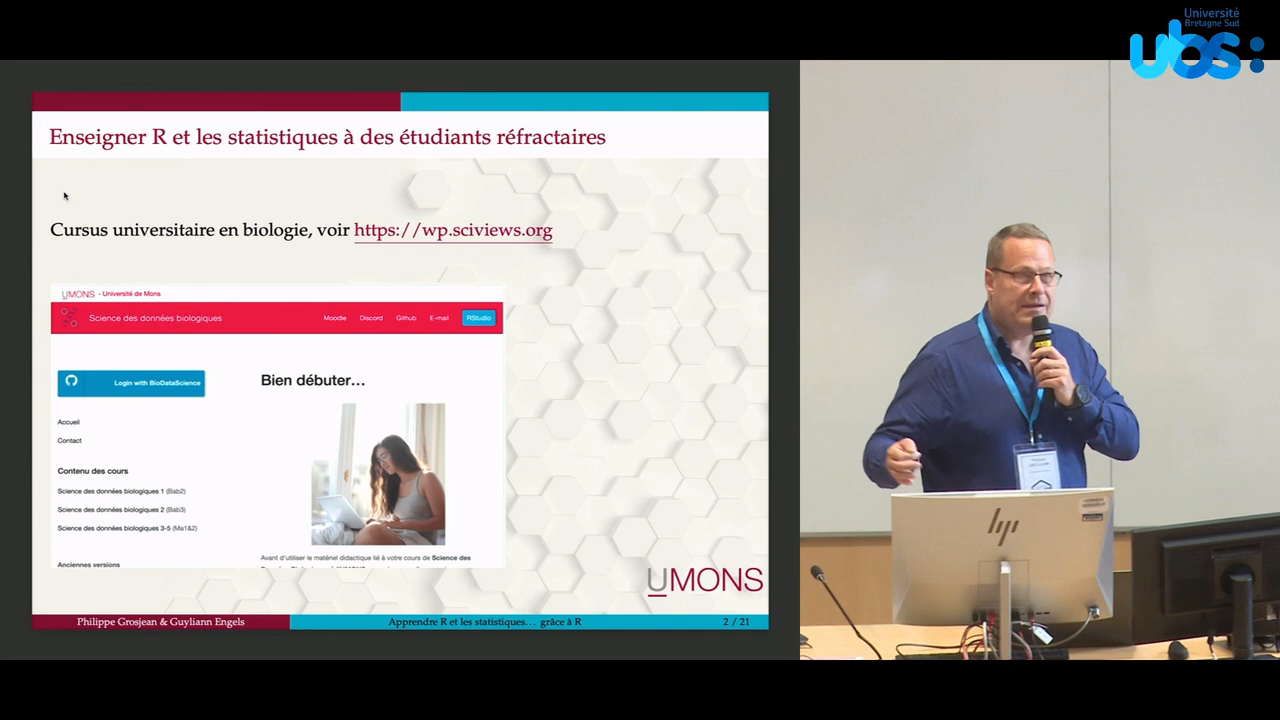 Université
Bretagne Sud
ubs:
Enseigner R et les statistiques à des étudiants réfractaires
Cursus universitaire en biologie, voir https://wp.sciviews.org
UMONS - Université de Mons
Science des données biologiques
Moodle Discord Github E-mail RStudio
Login with BioDataScience
Bien débuter...
Accueil
Contact
Contenu des cours
Science des données biologiques 1 (Bab2)
Science des données biologiques 2 (Bab3)
Science des données biologiques 3-5 (Ma1&2)
Anciennes versions
Avant d'utiliser le matériel didactique lié à votre cours de Science des
UMONS
Philippe Grosjean & Guyliann Engels
Apprendre R et les statistiques... grâce à R
2 / 21
hp